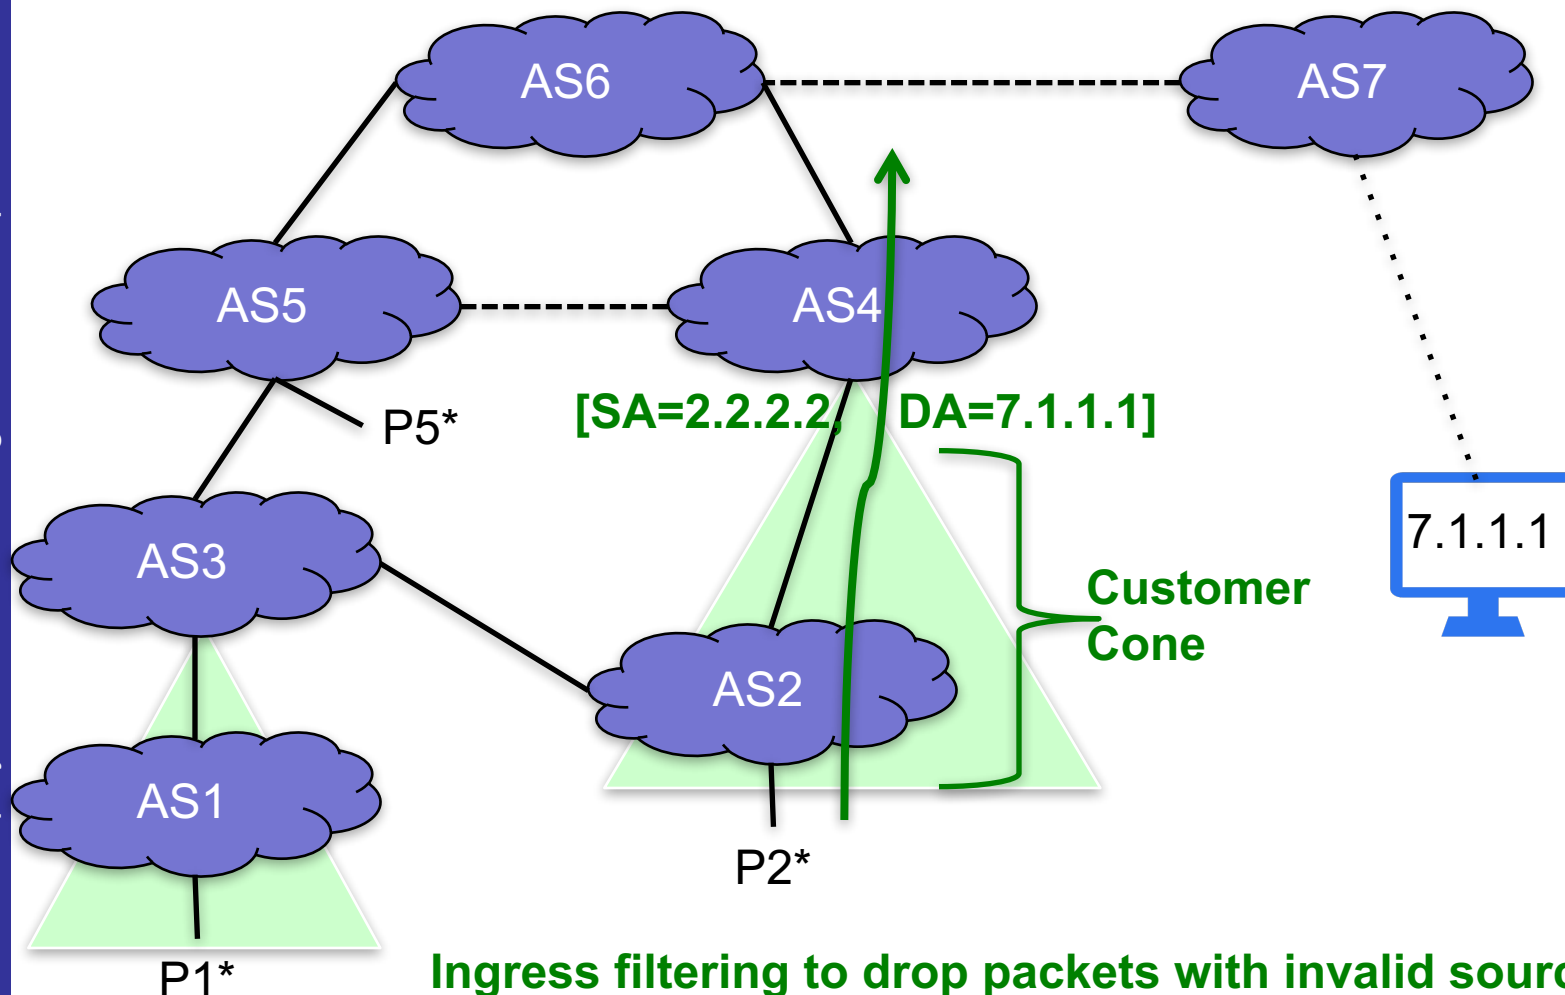 AS6
AS7
AS5
AS4
[SA=2.2.2.2, DA=7.1.1.1]
P5*
7.1.1.1
AS3
Customer
Cone
AS2
AS1
P2*
P1*
Ingress filtering to drop packets with invalid